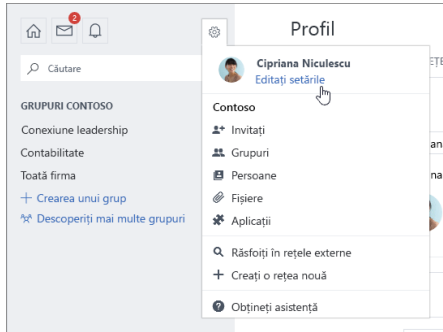 2
Profil
Căutare
Cipriana Niculescu
Editați setările
GRUPURI CONTOSO
Conexiune leadership
Contabilitate
Toată firma
+ Crearea unui grup
Descoperiți mai multe grupuri
Contoso
Invitați
Grupuri
Persoane
Fișiere
Aplicații
Răsfoiți în rețele externe
+ Creați o rețea nouă
? Obțineți asistență